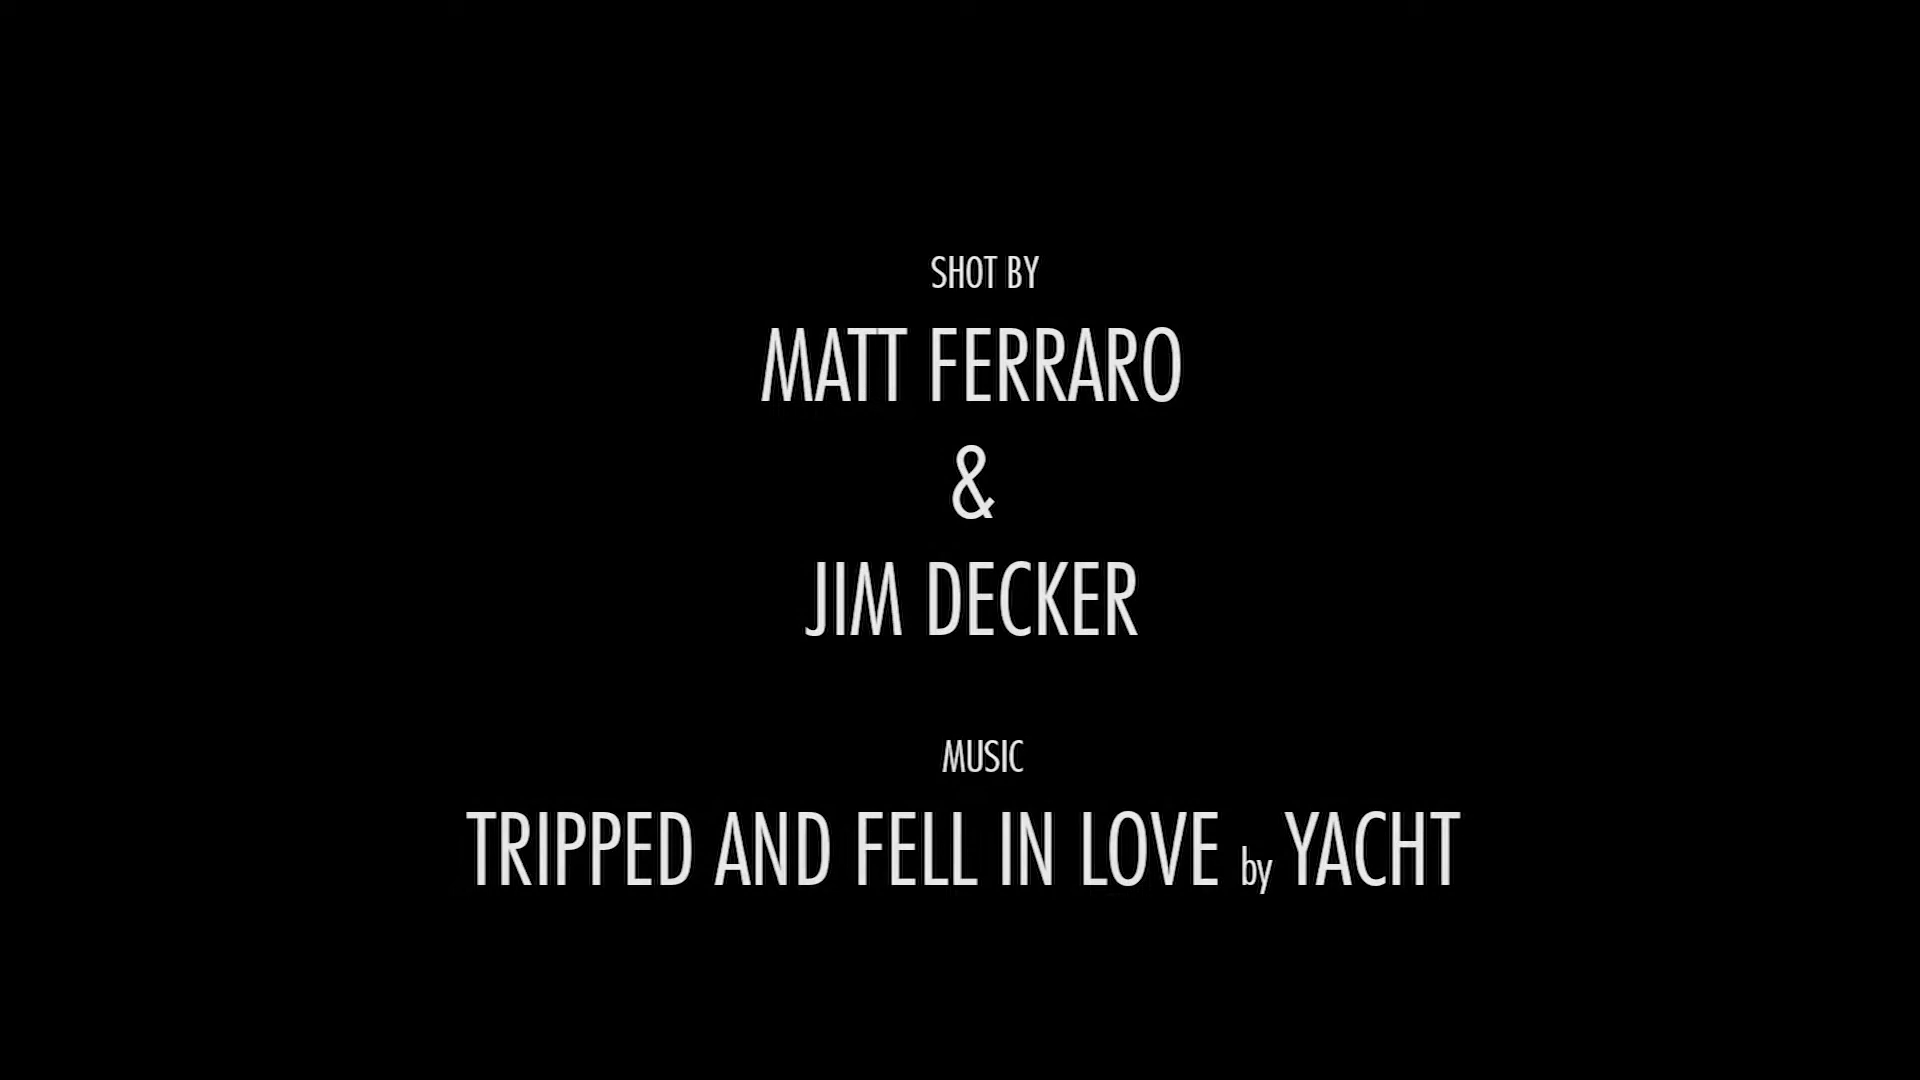 SHOT BY
MATT FERRARO
&
JIM DECKER
MUSIC
TRIPPED AND FELL IN LOVE by YACHT